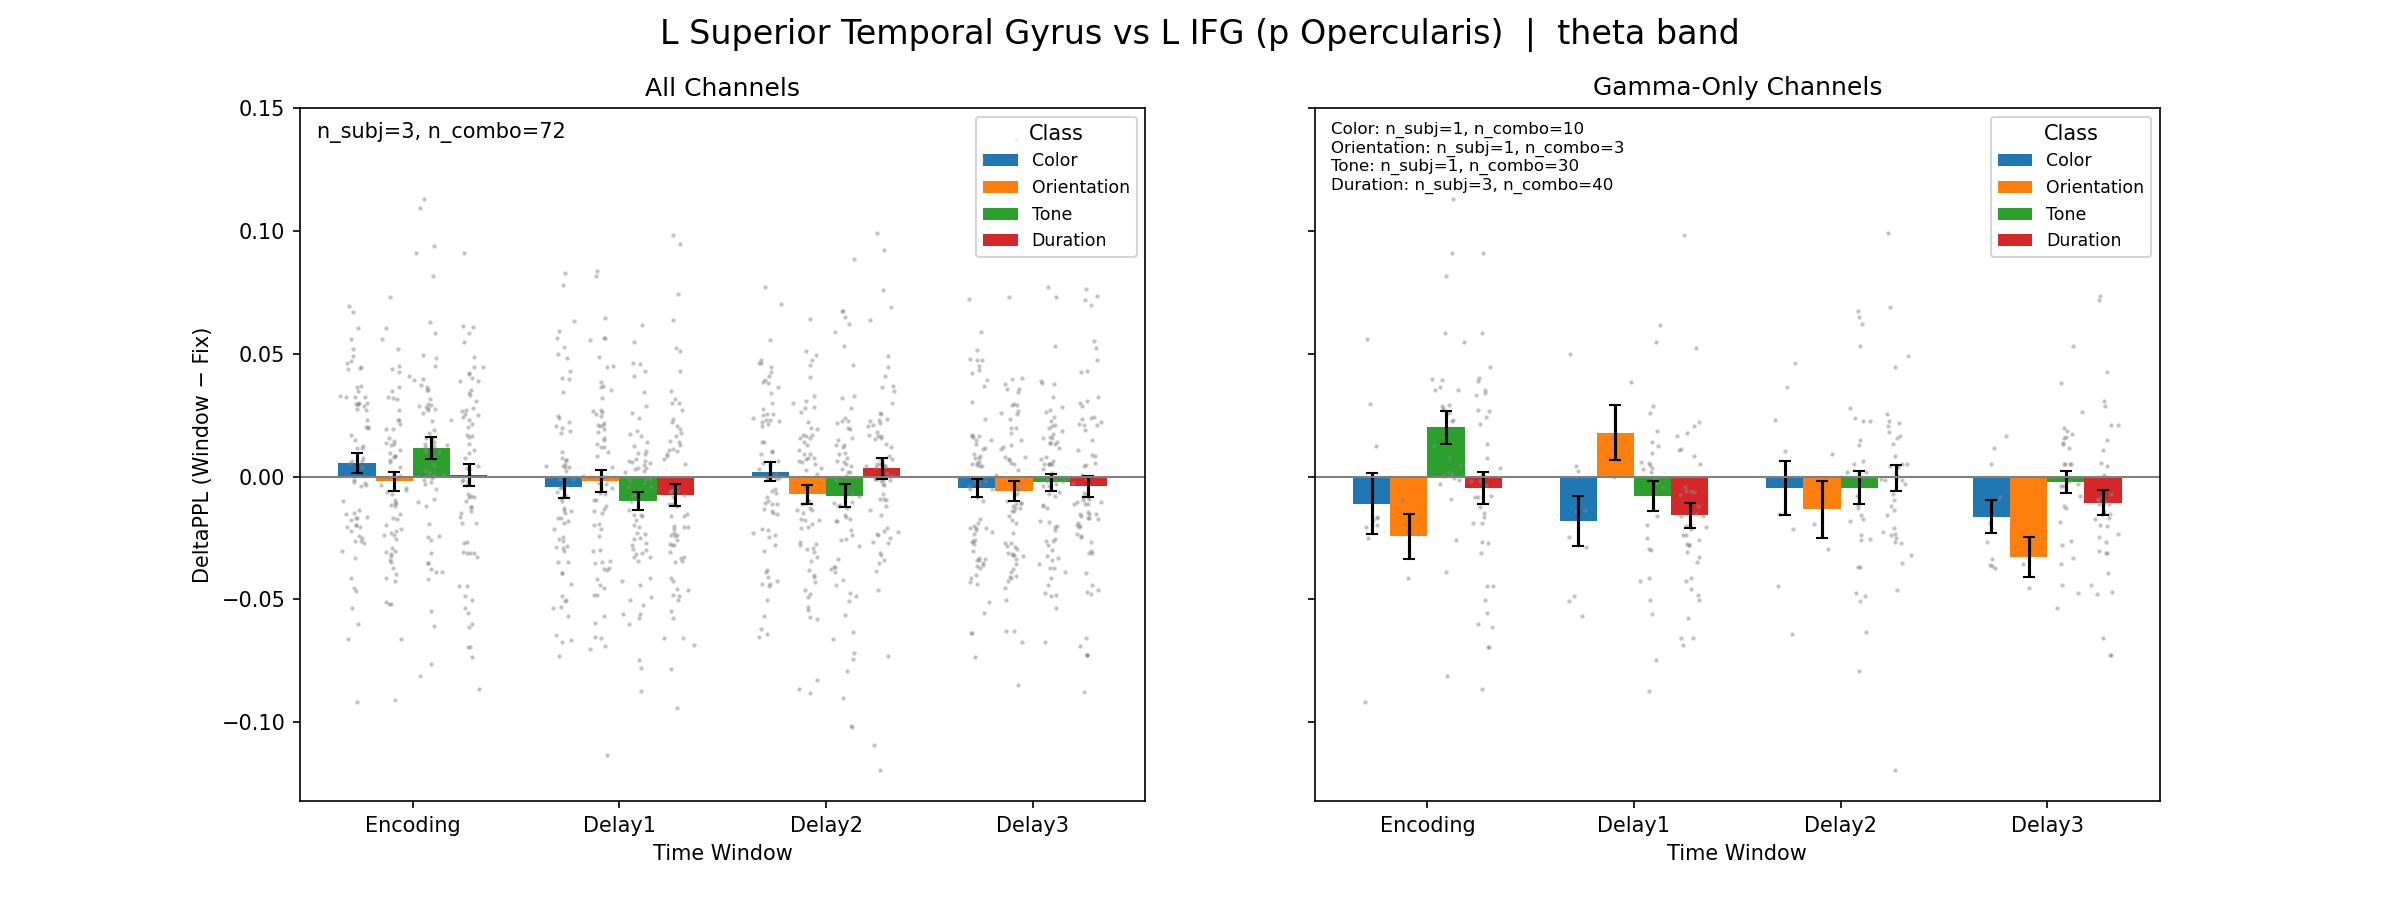 L Superior Temporal Gyrus vs L IFG (p Opercularis) | theta band
All Channels
n_subj=3, n_combo=72
Class
Color
Orientation
Tone
Duration
0.15
0.10
0.05
0.00
−0.05
−0.10
DeltaPPL (Window − Fix)
Encoding
Delay1
Delay2
Delay3
Time Window
Gamma-Only Channels
Color: n_subj=1, n_combo=10
Orientation: n_subj=1, n_combo=3
Tone: n_subj=1, n_combo=30
Duration: n_subj=3, n_combo=40
Class
Color
Orientation
Tone
Duration
Encoding
Delay1
Delay2
Delay3
Time Window